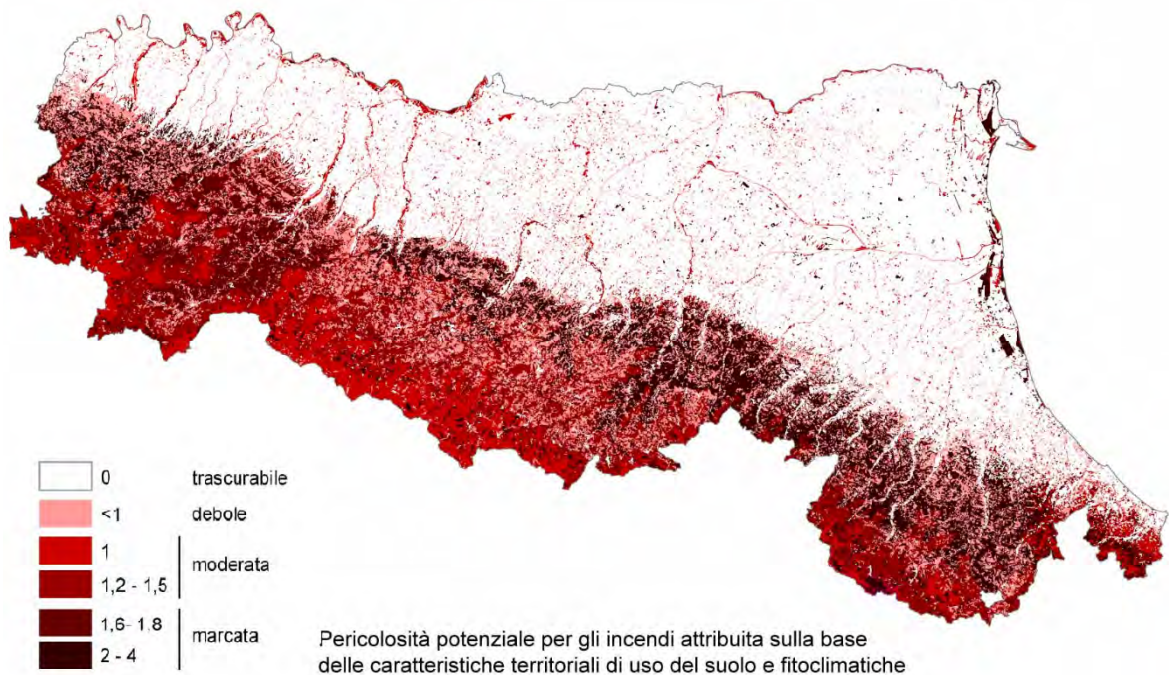 0 trascurabile
<1 debole
1
moderata
1,2 - 1,5
1,6- 1,8
marcata
2 - 4
Pericolosità potenziale per gli incendi attribuita sulla base
delle caratteristiche territoriali di uso del suolo e fitoclimatiche